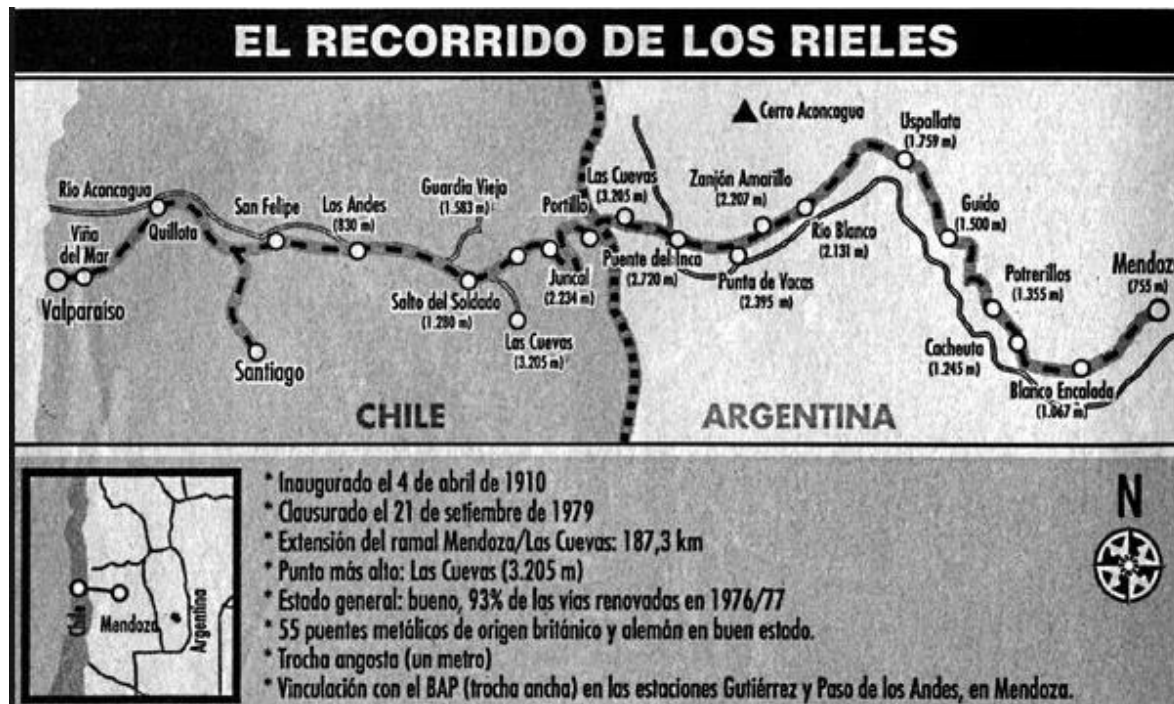 EL RECORRIDO DE LOS RIELES
Cerro Aconcagua
Uspallata
(1.759 m)
Río Aconcagua
Guardia Vieja
(1.583 m)
Las Cuevas
(3.205 m)
Zanjón Amarillo
(2.207 m)
San Felipe
Los Andes
(830 m)
Portillo
Guido
(1.500 m)
Viña
del Mar
Quillota
Río Blanco
(2.131 m)
Puente del Inca
(2.720 m)
Juncal
(2.234 m)
Punta de Vacas
(2.395 m)
Potrerillos
(1.355 m)
Mendoza
(755 m)
Valparaíso
Salto del Soldado
(1.280 m)
Las Cuevas
(3.205 m)
Santiago
Cacheuta
(1.245 m)
Blanco Encalada
(1.067 m)
CHILE
ARGENTINA
* Inaugurado el 4 de abril de 1910
* Clausurado el 21 de setiembre de 1979
* Extensión del ramal Mendoza/Las Cuevas: 187,3 km
* Punto más alto: Las Cuevas (3.205 m)
* Estado general: bueno, 93% de las vías renovadas en 1976/77
* 55 puentes metálicos de origen británico y alemán en buen estado.
* Trocha angosta (un metro)
* Vinculación con el BAP (trocha ancha) en las estaciones Gutiérrez y Paso de los Andes, en Mendoza.
N
Chile
Mendoza
Argentina